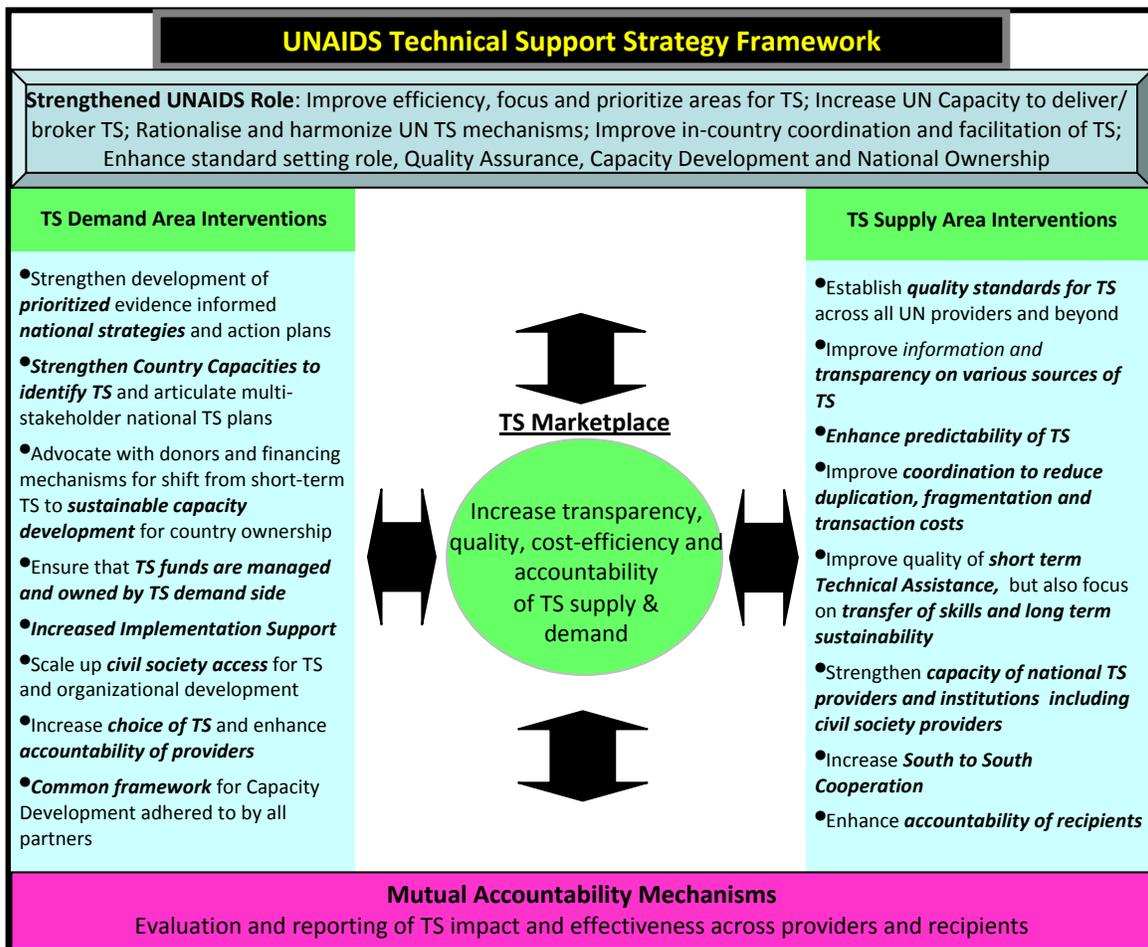 UNAIDS Technical Support Strategy Framework
Strengthened UNAIDS Role: Improve efficiency, focus and prioritize areas for TS; Increase UN Capacity to deliver/
broker TS; Rationalise and harmonize UN TS mechanisms; Improve in-country coordination and facilitation of TS;
Enhance standard setting role, Quality Assurance, Capacity Development and National Ownership
TS Demand Area Interventions
•Strengthen development of
prioritized evidence informed
national strategies and action plans
•Strengthen Country Capacities to
identify TS and articulate multi-
stakeholder national TS plans
•Advocate with donors and financing
mechanisms for shift from short-term
TS to sustainable capacity
development for country ownership
•Ensure that TS funds are managed
and owned by TS demand side
•Increased Implementation Support
•Scale up civil society access for TS
and organizational development
•Increase choice of TS and enhance
accountability of providers
•Common framework for Capacity
Development adhered to by all
partners
TS Marketplace
Increase transparency,
quality, cost-efficiency and
accountability
of TS supply &
demand
TS Supply Area Interventions
•Establish quality standards for TS
across all UN providers and beyond
•Improve information and
transparency on various sources of
TS
•Enhance predictability of TS
•Improve coordination to reduce
duplication, fragmentation and
transaction costs
•Improve quality of short term
Technical Assistance, but also focus
on transfer of skills and long term
sustainability
•Strengthen capacity of national TS
providers and institutions including
civil society providers
•Increase South to South
Cooperation
•Enhance accountability of recipients
Mutual Accountability Mechanisms
Evaluation and reporting of TS impact and effectiveness across providers and recipients